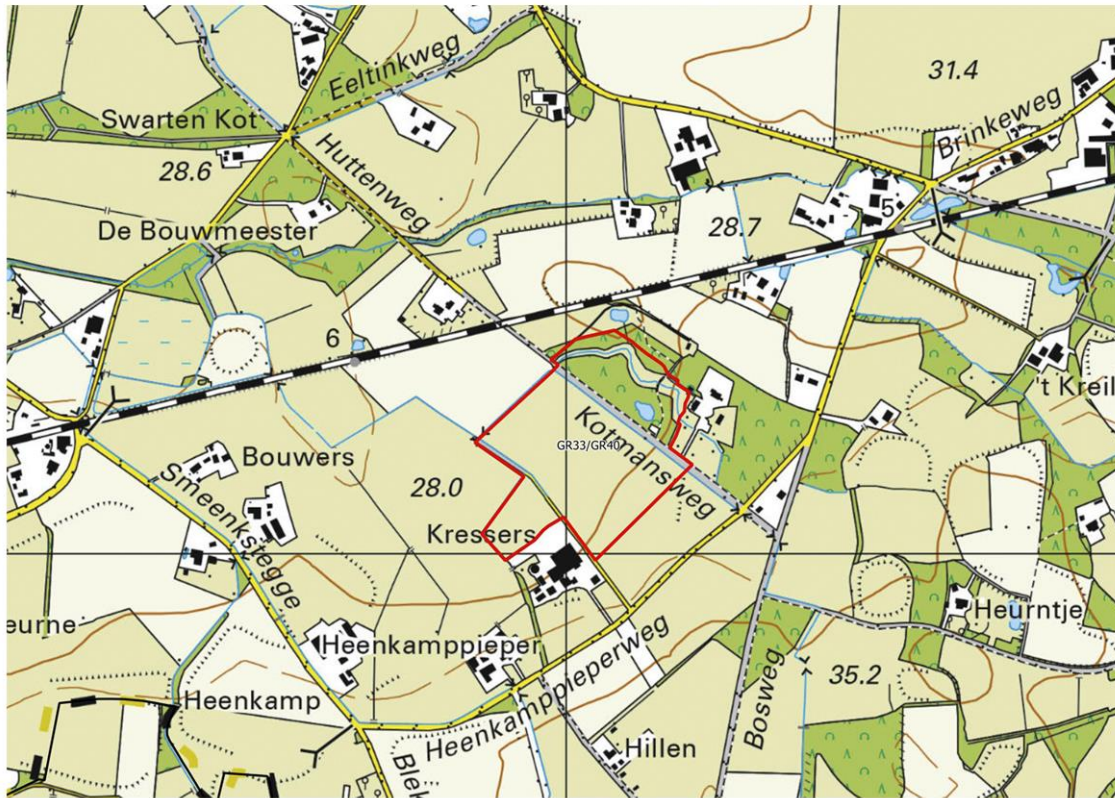 Eeltinkweg
31.4
Swarten Kot
Brinkeweg
28.6
Huttenweg
5
De Bouwmeester
28.7
6
't Kreil
Kotmansweg
GR33/GR40
Bouwers
28.0
Smeenkstegge
Kressers
Heurntje
eurne
Heenkamppieper
35.2
Heenkamp
Heenkamppieperweg
Bosweg
Hillen
Blek